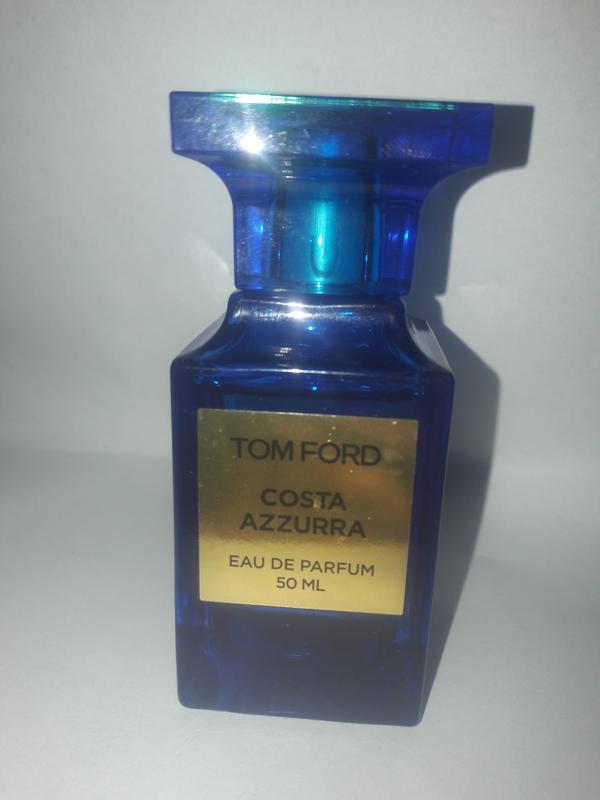 TOM FORD
COSTA
AZZURRA
EAU DE PARFUM
50 ML